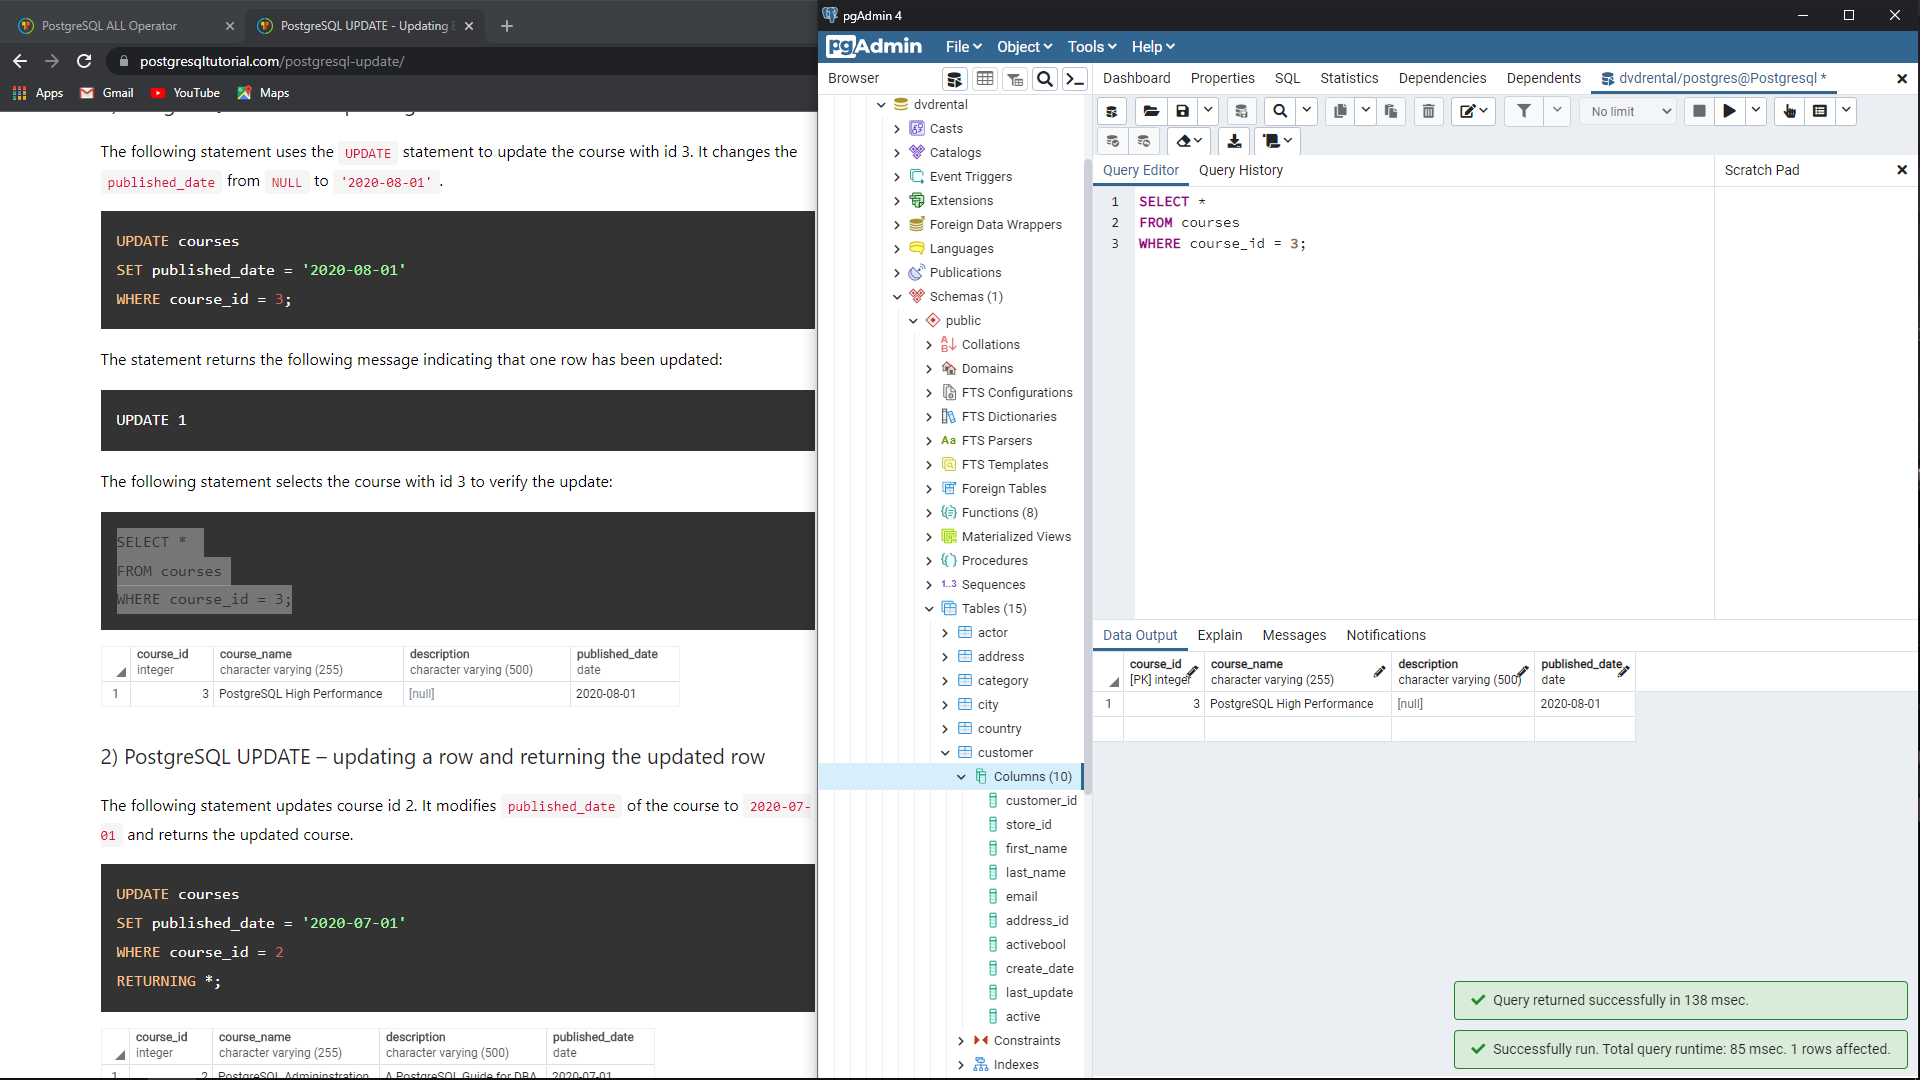 PostgreSQL ALL Operator
PostgreSQL UPDATE - Updating
postgresqltutorial.com/postgresql-update/
Apps
Gmail
YouTube
Maps
The following statement uses the UPDATE statement to update the course with id 3. It changes the
published_date from NULL to '2020-08-01' .
UPDATE courses
SET published_date = '2020-08-01'
WHERE course_id = 3;
The statement returns the following message indicating that one row has been updated:
UPDATE 1
The following statement selects the course with id 3 to verify the update:
SELECT *
FROM courses
WHERE course_id = 3;
course_id course_name description published_date
integer character varying (255) character varying (500) date
1 3 PostgreSQL High Performance [null] 2020-08-01
2) PostgreSQL UPDATE – updating a row and returning the updated row
The following statement updates course id 2. It modifies published_date of the course to 2020-07-
01 and returns the updated course.
UPDATE courses
SET published_date = '2020-07-01'
WHERE course_id = 2
RETURNING *;
course_id course_name description published_date
integer character varying (255) character varying (500) date
1 2 PostgreSQL Admininstration A PostgreSQL Guide for DBA 2020-07-01
pgAdmin 4
pgAdmin
File
Object
Tools
Help
Browser
dvdrental
Casts
Catalogs
Event Triggers
Extensions
Foreign Data Wrappers
Languages
Publications
Schemas (1)
public
Collations
Domains
FTS Configurations
FTS Dictionaries
Aa FTS Parsers
FTS Templates
Foreign Tables
Functions (8)
Materialized Views
Procedures
1..3 Sequences
Tables (15)
actor
address
category
city
country
customer
Columns (10)
customer_id
store_id
first_name
last_name
email
address_id
activebool
create_date
last_update
active
Constraints
Indexes
Dashboard
Properties
SQL
Statistics
Dependencies
Dependents
dvdrental/postgres@Postgresql *
No limit
Query Editor
Query History
Scratch Pad
1 SELECT *
2 FROM courses
3 WHERE course_id = 3;
Data Output
Explain
Messages
Notifications
course_id course_name description published_date
[PK] integer character varying (255) character varying (500) date
1 3 PostgreSQL High Performance [null] 2020-08-01
Query returned successfully in 138 msec.
Successfully run. Total query runtime: 85 msec. 1 rows affected.